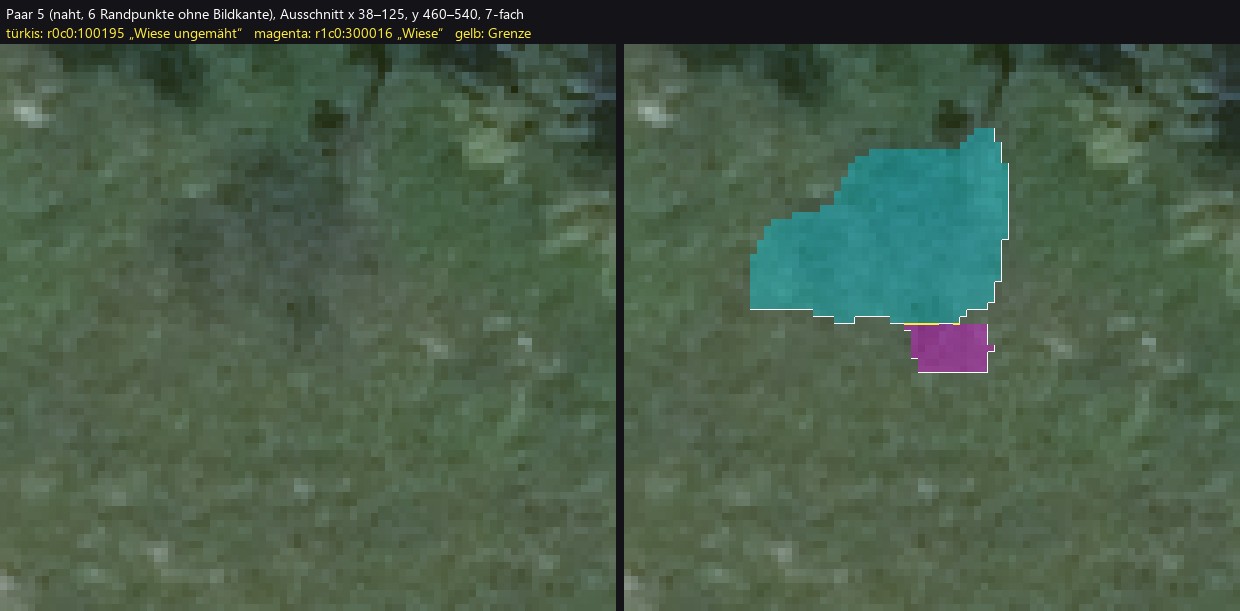 Paar 5 (naht, 6 Randpunkte ohne Bildkante), Ausschnitt x 38–125, y 460–540, 7-fach
türkis: r0c0:100195 „Wiese ungemäht“ magenta: r1c0:300016 „Wiese“ gelb: Grenze